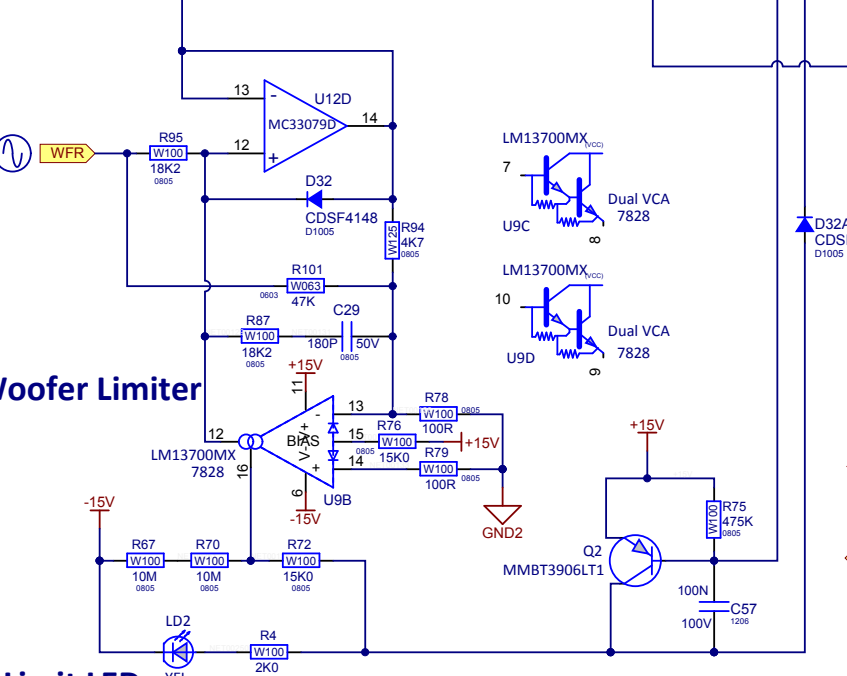 13
U12D
MC33079D
14
-
+
12
WFR
R95
W100
18K2
0805
D32
CDSF4148
D1005
W125
R94
4K7
0805
R101
W063
0603
47K
R87
W100
18K2
0805
C29
180P
50V
0805
LM13700MX
(VCC)
7
U9C
8
Dual VCA
7828
LM13700MX
(VCC)
10
U9D
9
Dual VCA
7828
D32A
D1005
Woofer Limiter
+15V
11
12
LM13700MX
7828
16
BIAS
V+
V-
-
+
13
15
14
6
-15V
U9B
R78
W100
0805
100R
R76
W100
0805
15K0
+15V
R79
W100
0805
100R
GND2
-15V
R67
W100
10M
0805
R70
W100
10M
0805
R72
W100
15K0
0805
LD2
R4
W100
2K0
+15V
W100
R75
475K
0805
Q2
MMBT3906LT1
100N
C57
100V
1206
Limit LED